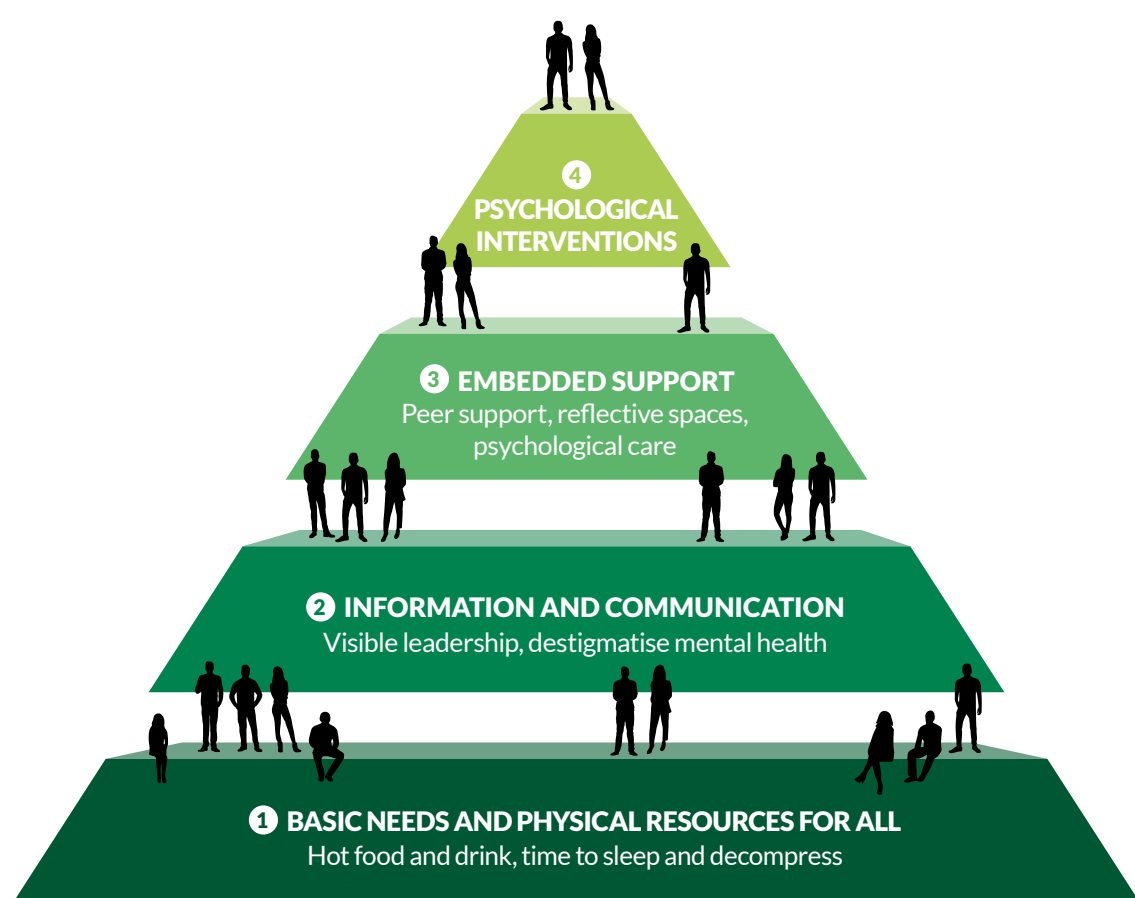 4
PSYCHOLOGICAL
INTERVENTIONS
3 EMBEDDED SUPPORT
Peer support, reflective spaces,
psychological care
2 INFORMATION AND COMMUNICATION
Visible leadership, destigmatise mental health
1 BASIC NEEDS AND PHYSICAL RESOURCES FOR ALL
Hot food and drink, time to sleep and decompress